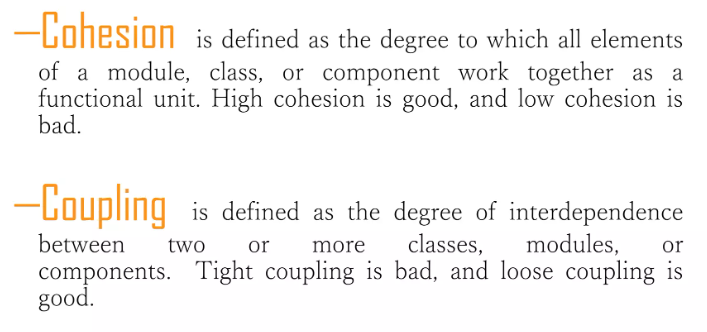 –Cohesion is defined as the degree to which all elements
of a module, class, or component work together as a
functional unit. High cohesion is good, and low cohesion is
bad.
–Coupling is defined as the degree of interdependence
between two or more classes, modules, or
components. Tight coupling is bad, and loose coupling is
good.